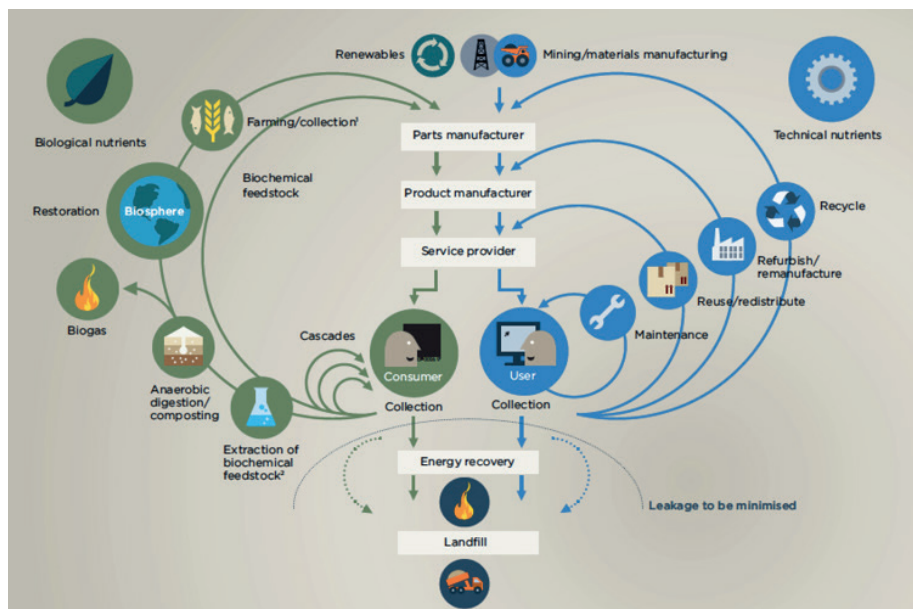 Renewables
Mining/materials manufacturing
Biological nutrients
Farming/collection¹
Parts manufacturer
Technical nutrients
Biochemical
feedstock
Product manufacturer
Restoration
Biosphere
Recycle
Service provider
Refurbish/
remanufacture
Reuse/redistribute
Biogas
Cascades
Maintenance
Consumer
User
Anaerobic
digestion/
composting
Collection
Collection
Extraction of
biochemical
feedstock²
Energy recovery
Leakage to be minimised
Landfill